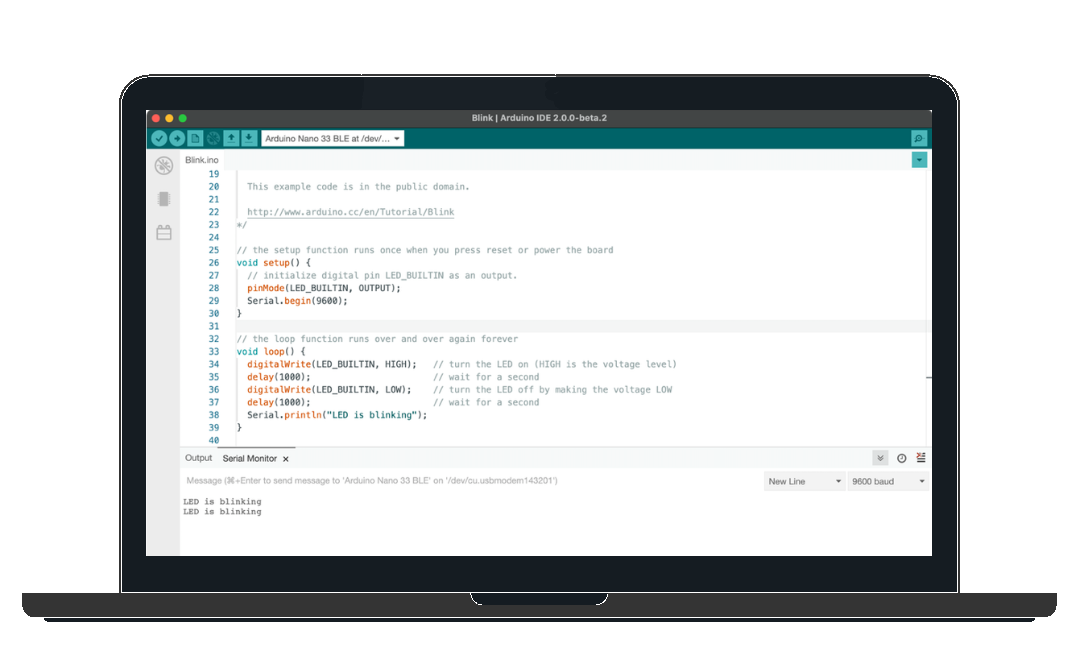 Blink | Arduino IDE 2.0.0-beta.2
Arduino Nano 33 BLE at /dev/...
Blink.ino
19
20 This example code is in the public domain.
21
22 http://www.arduino.cc/en/Tutorial/Blink
23 */
24
25 // the setup function runs once when you press reset or power the board
26 void setup() {
27 // initialize digital pin LED_BUILTIN as an output.
28 pinMode(LED_BUILTIN, OUTPUT);
29 Serial.begin(9600);
30 }
31
32 // the loop function runs over and over again forever
33 void loop() {
34 digitalWrite(LED_BUILTIN, HIGH); // turn the LED on (HIGH is the voltage level)
35 delay(1000); // wait for a second
36 digitalWrite(LED_BUILTIN, LOW); // turn the LED off by making the voltage LOW
37 delay(1000); // wait for a second
38 Serial.println("LED is blinking");
39 }
40
Output Serial Monitor x
Message (⌘+Enter to send message to 'Arduino Nano 33 BLE' on '/dev/cu.usbmodem143201') New Line 9600 baud
LED is blinking
LED is blinking